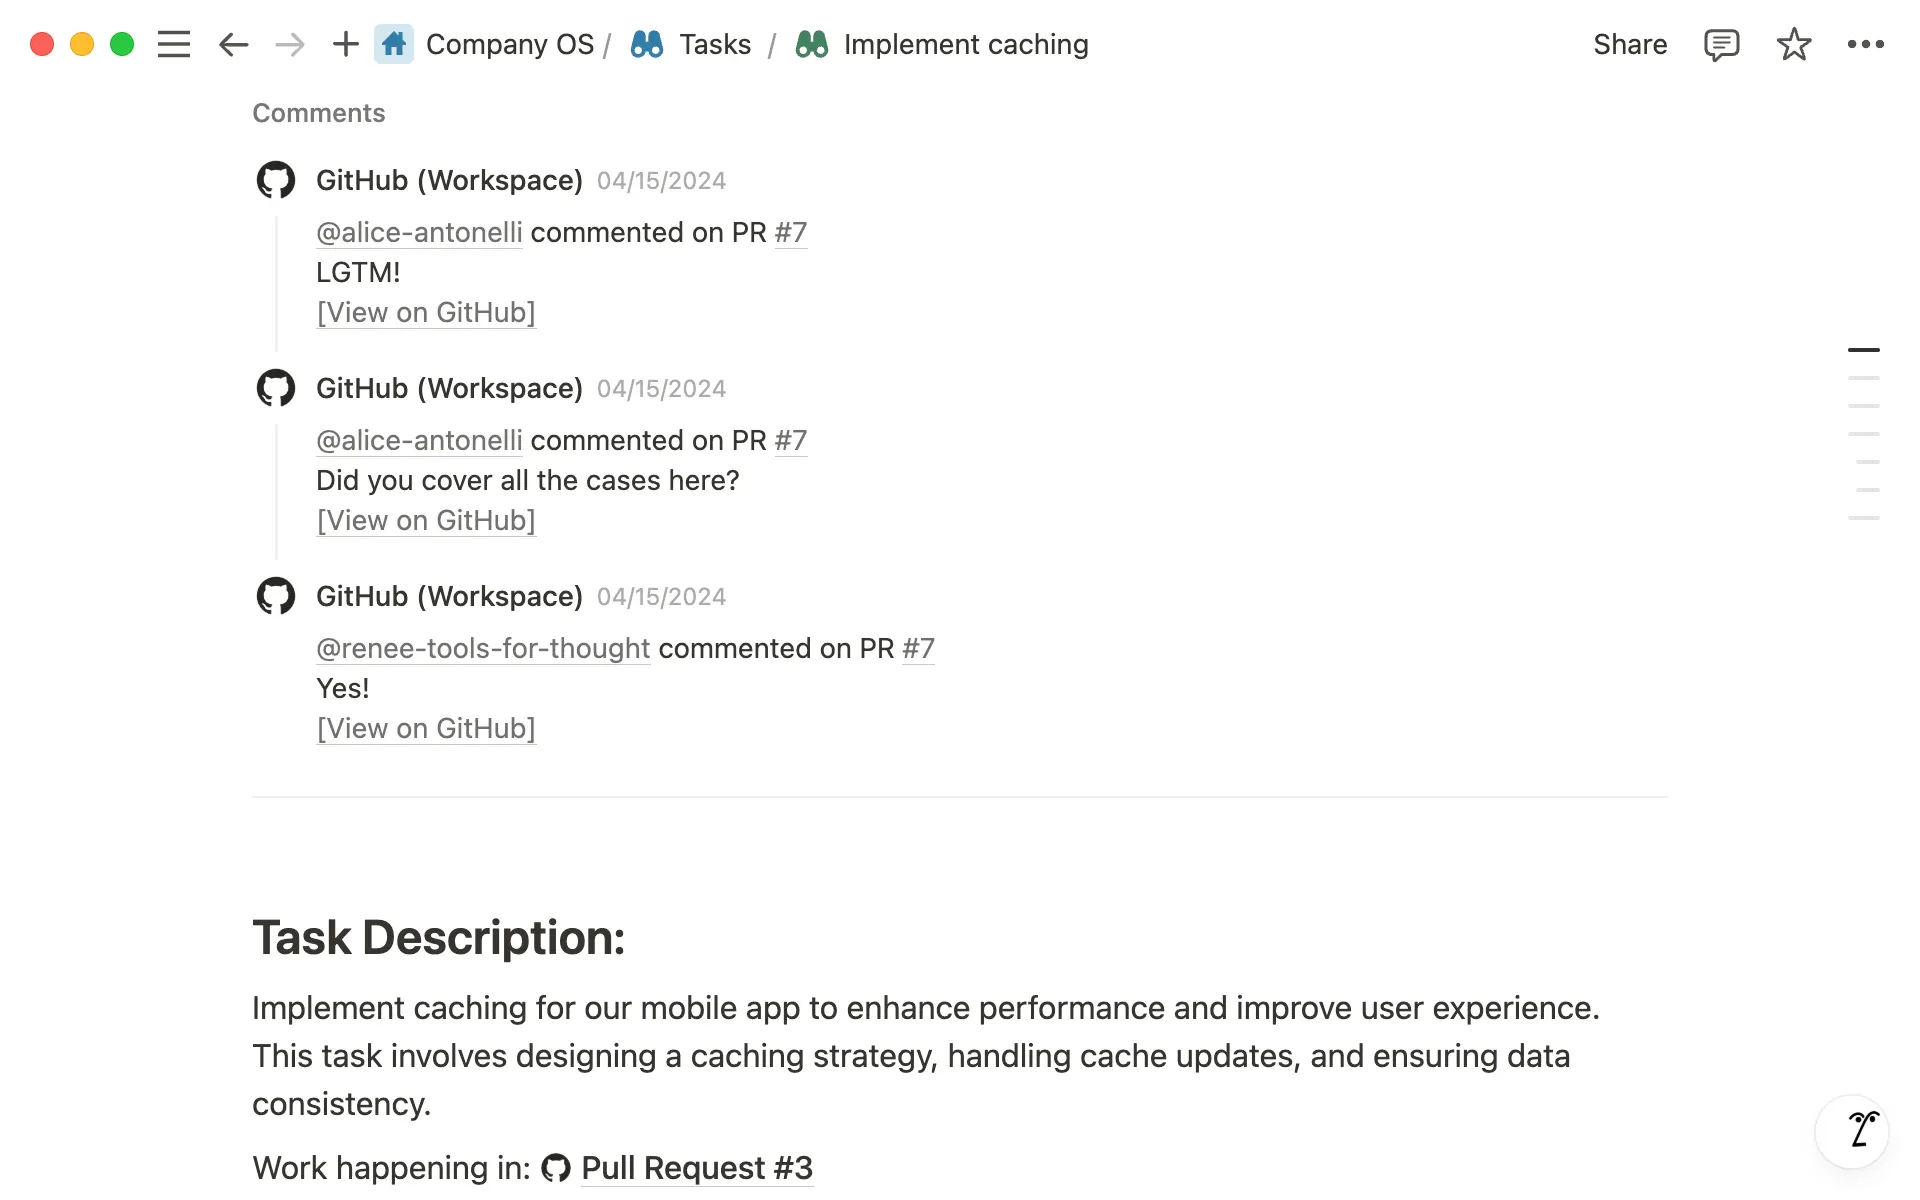 Company OS / Tasks / Implement caching Share
Comments
GitHub (Workspace) 04/15/2024
@alice-antonelli commented on PR #7
LGTM!
[View on GitHub]
GitHub (Workspace) 04/15/2024
@alice-antonelli commented on PR #7
Did you cover all the cases here?
[View on GitHub]
GitHub (Workspace) 04/15/2024
@renee-tools-for-thought commented on PR #7
Yes!
[View on GitHub]
Task Description:
Implement caching for our mobile app to enhance performance and improve user experience.
This task involves designing a caching strategy, handling cache updates, and ensuring data
consistency.
Work happening in: Pull Request #3